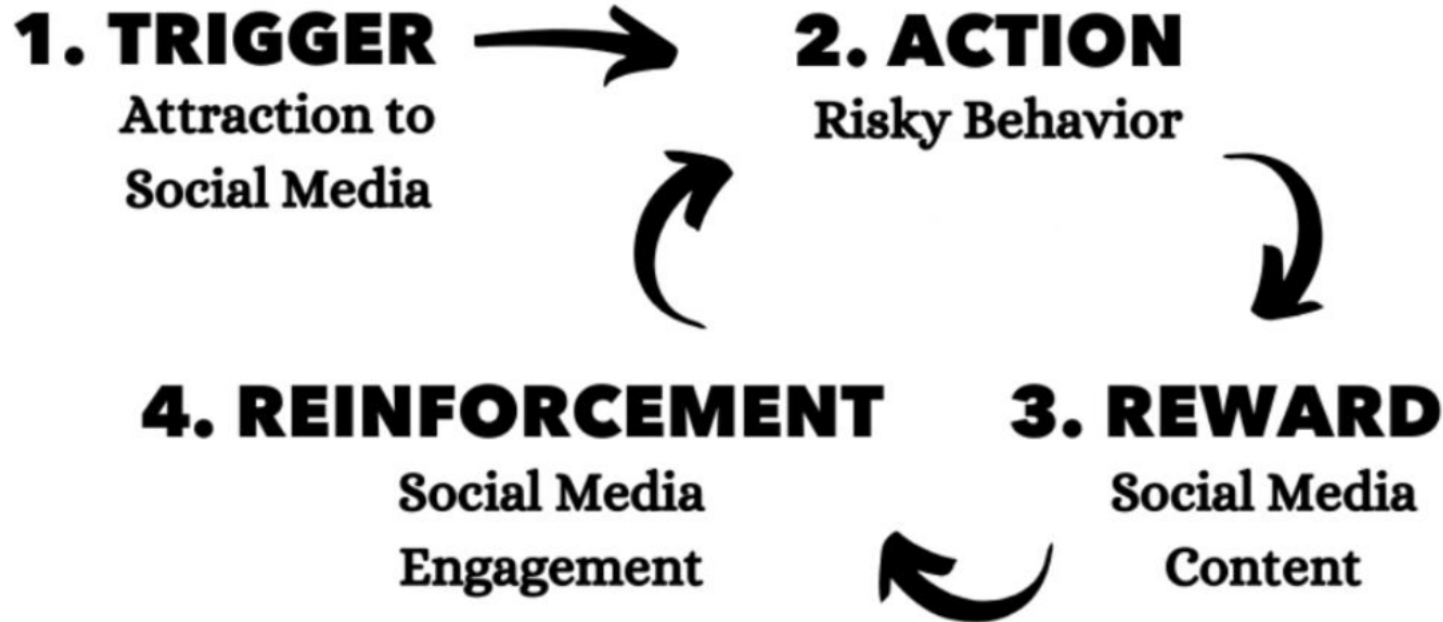 1. TRIGGER
Attraction to
Social Media
2. ACTION
Risky Behavior
3. REWARD
Social Media
Content
4. REINFORCEMENT
Social Media
Engagement